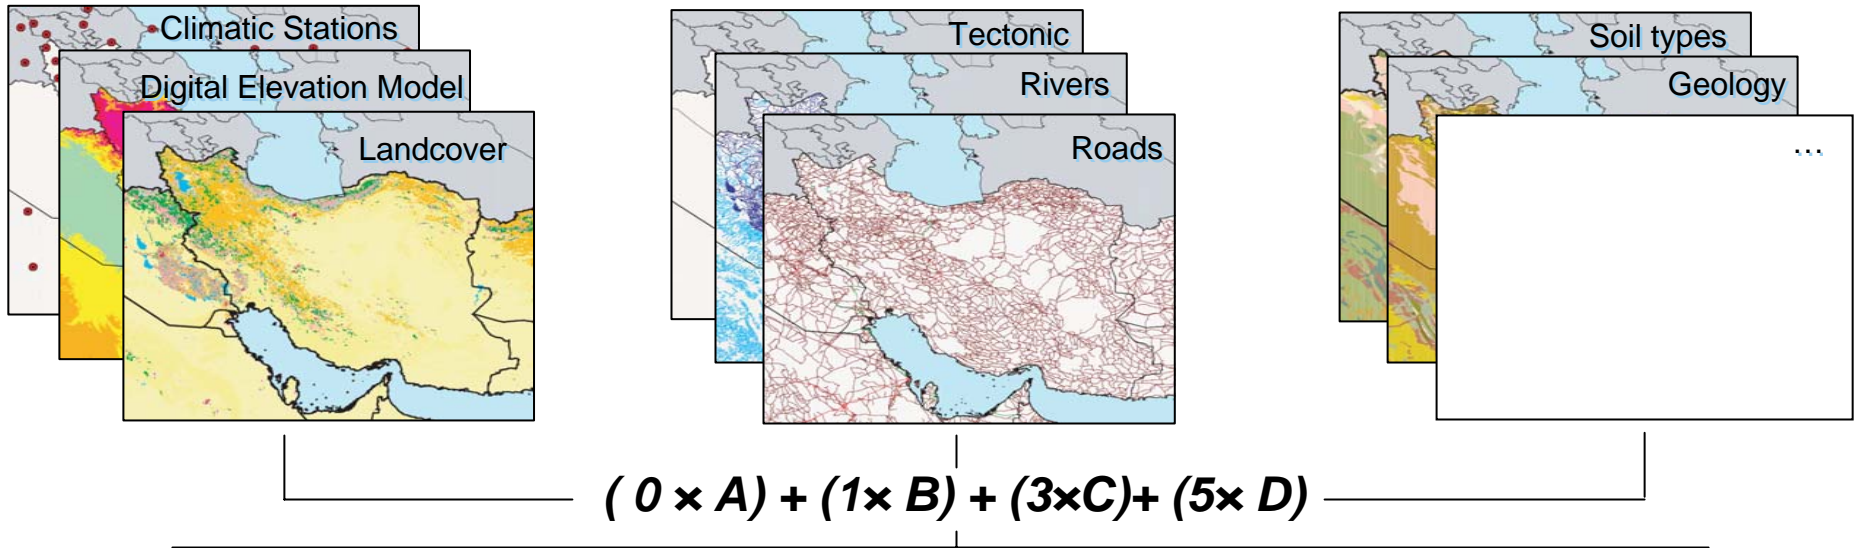 Climatic Stations
Digital Elevation Model
Landcover
Tectonic
Rivers
Roads
Soil types
Geology
...
( 0 × A) + (1× B) + (3×C)+ (5× D)